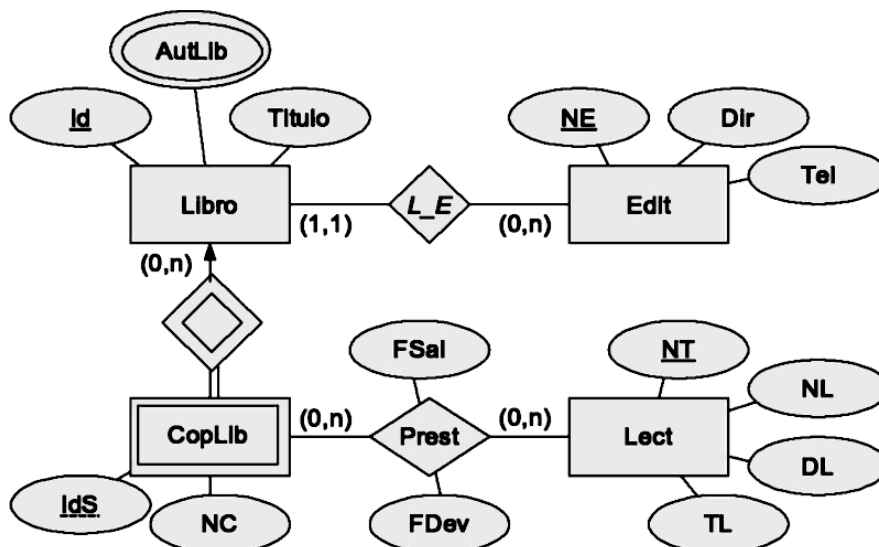 AutLib
Id
Titulo
NE
Dir
Tel
Libro
(1,1)
L_E
(0,n)
Edit
(0,n)
FSal
NT
NL
CopLib
(0,n)
Prest
(0,n)
Lect
DL
IdS
NC
FDev
TL